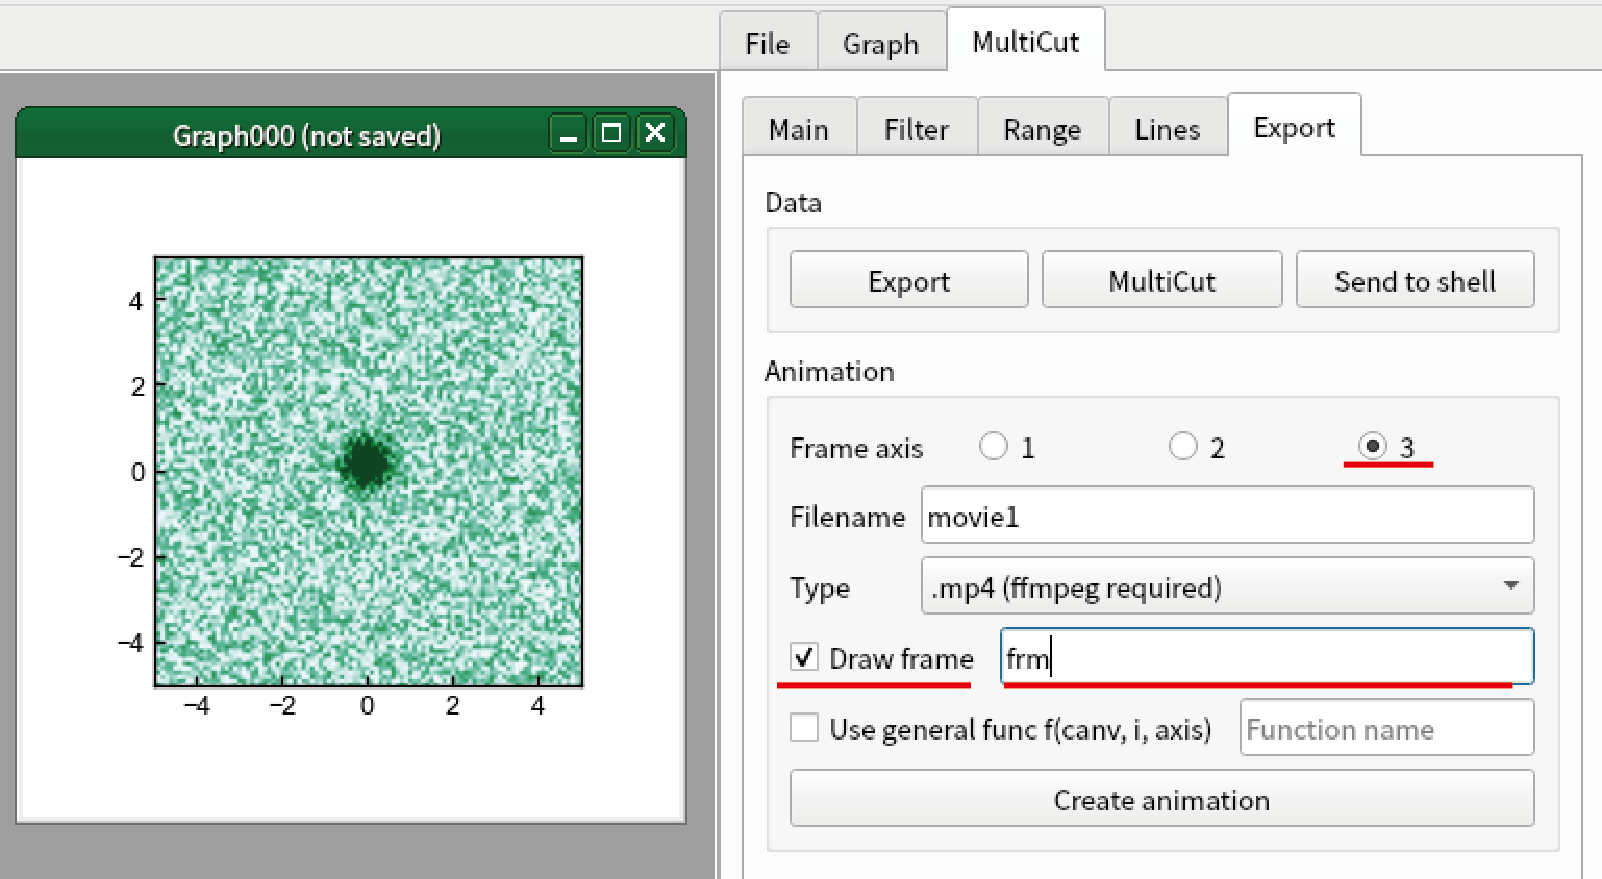 File Graph MultiCut
Graph000 (not saved)
Main Filter Range Lines Export
Data
Export MultiCut Send to shell
Animation
Frame axis 1 2 3
Filename movie1
Type .mp4 (ffmpeg required)
Draw frame frm
Use general func f(canv, i, axis) Function name
Create animation
4
2
0
−2
−4
−4 −2 0 2 4